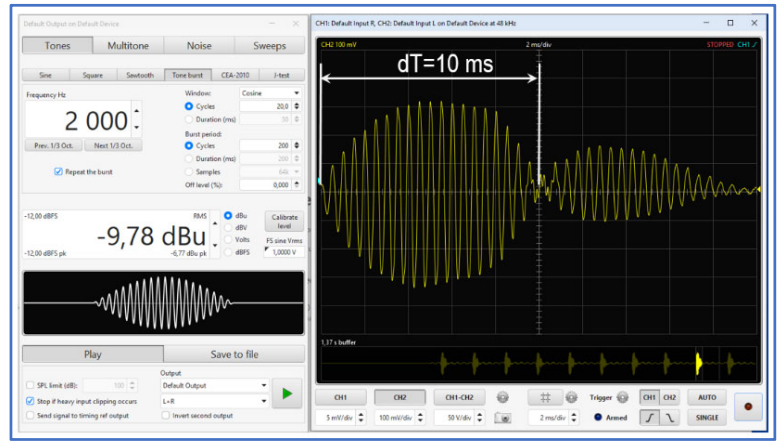 Default Output on Default Device
Tones Multitone Noise Sweeps
Sine Square Sawtooth Tone burst CEA-2010 J-test
Frequency Hz
2 000
Prev. 1/3 Oct. Next 1/3 Oct.
Repeat the burst
Window: Cosine
Cycles 20,0
Duration (ms) 50
Burst period:
Cycles 200
Duration (ms) 200
Samples 64k
Off level (%): 0,000
-12,00 dBFS RMS
-9,78 dBu
-12,00 dBFS pk -6,77 dBu pk
dBu
dBV
Volts
dBFS
Calibrate
level
FS sine Vrms
1,0000 V
Play Save to file
SPL limit (dB): 100
Stop if heavy input clipping occurs
Send signal to timing ref output
Output
Default Output
L+R
Invert second output
CH1: Default Input R, CH2: Default Input L on Default Device at 48 kHz
CH2 100 mV 2 ms/div STOPPED CH1
dT=10 ms
1,37 s buffer
CH1 CH2 CH1-CH2 Trigger CH1 CH2 AUTO
5 mV/div 100 mV/div 50 V/div 2 ms/div Armed SINGLE